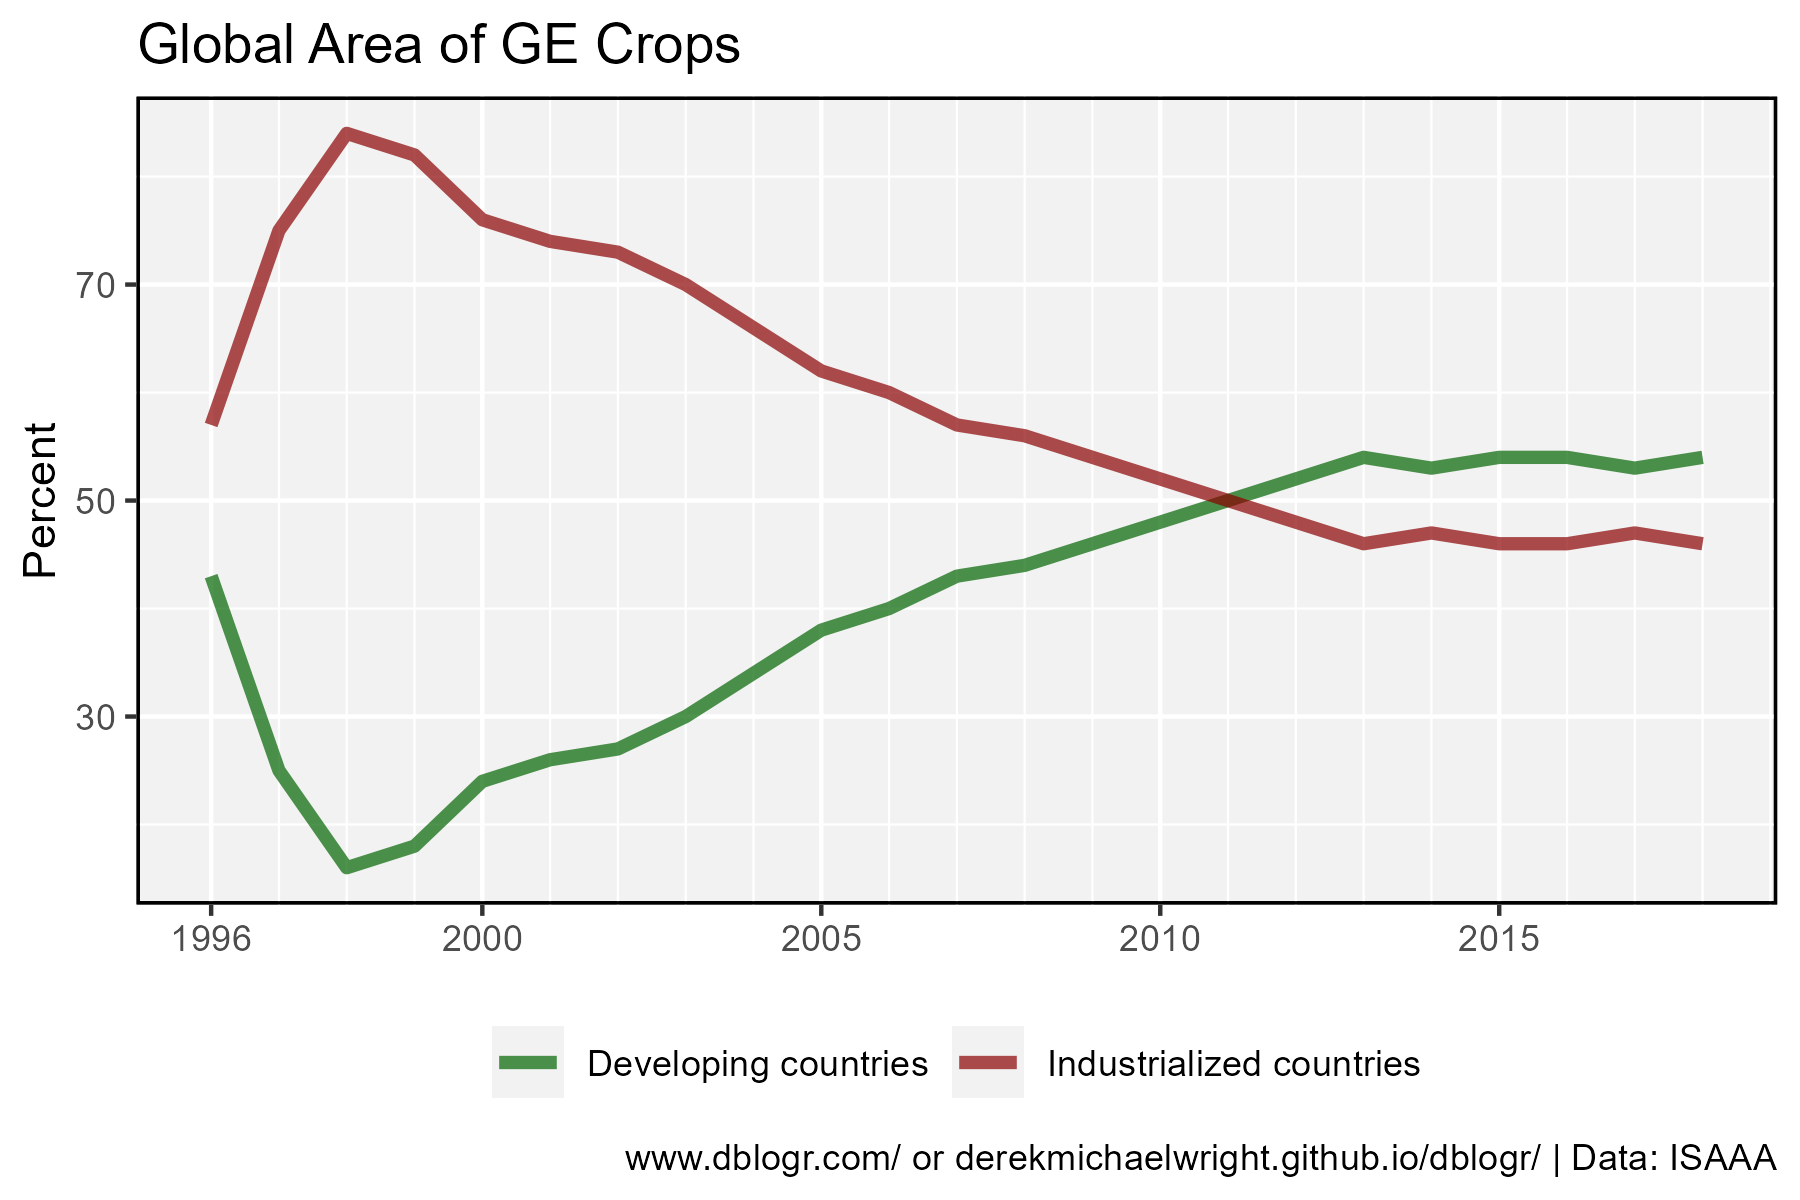 Global Area of GE Crops
Percent
70
50
30
1996 2000 2005 2010 2015
Developing countries Industrialized countries
www.dblogr.com/ or derekmichaelwright.github.io/dblogr/ | Data: ISAAA